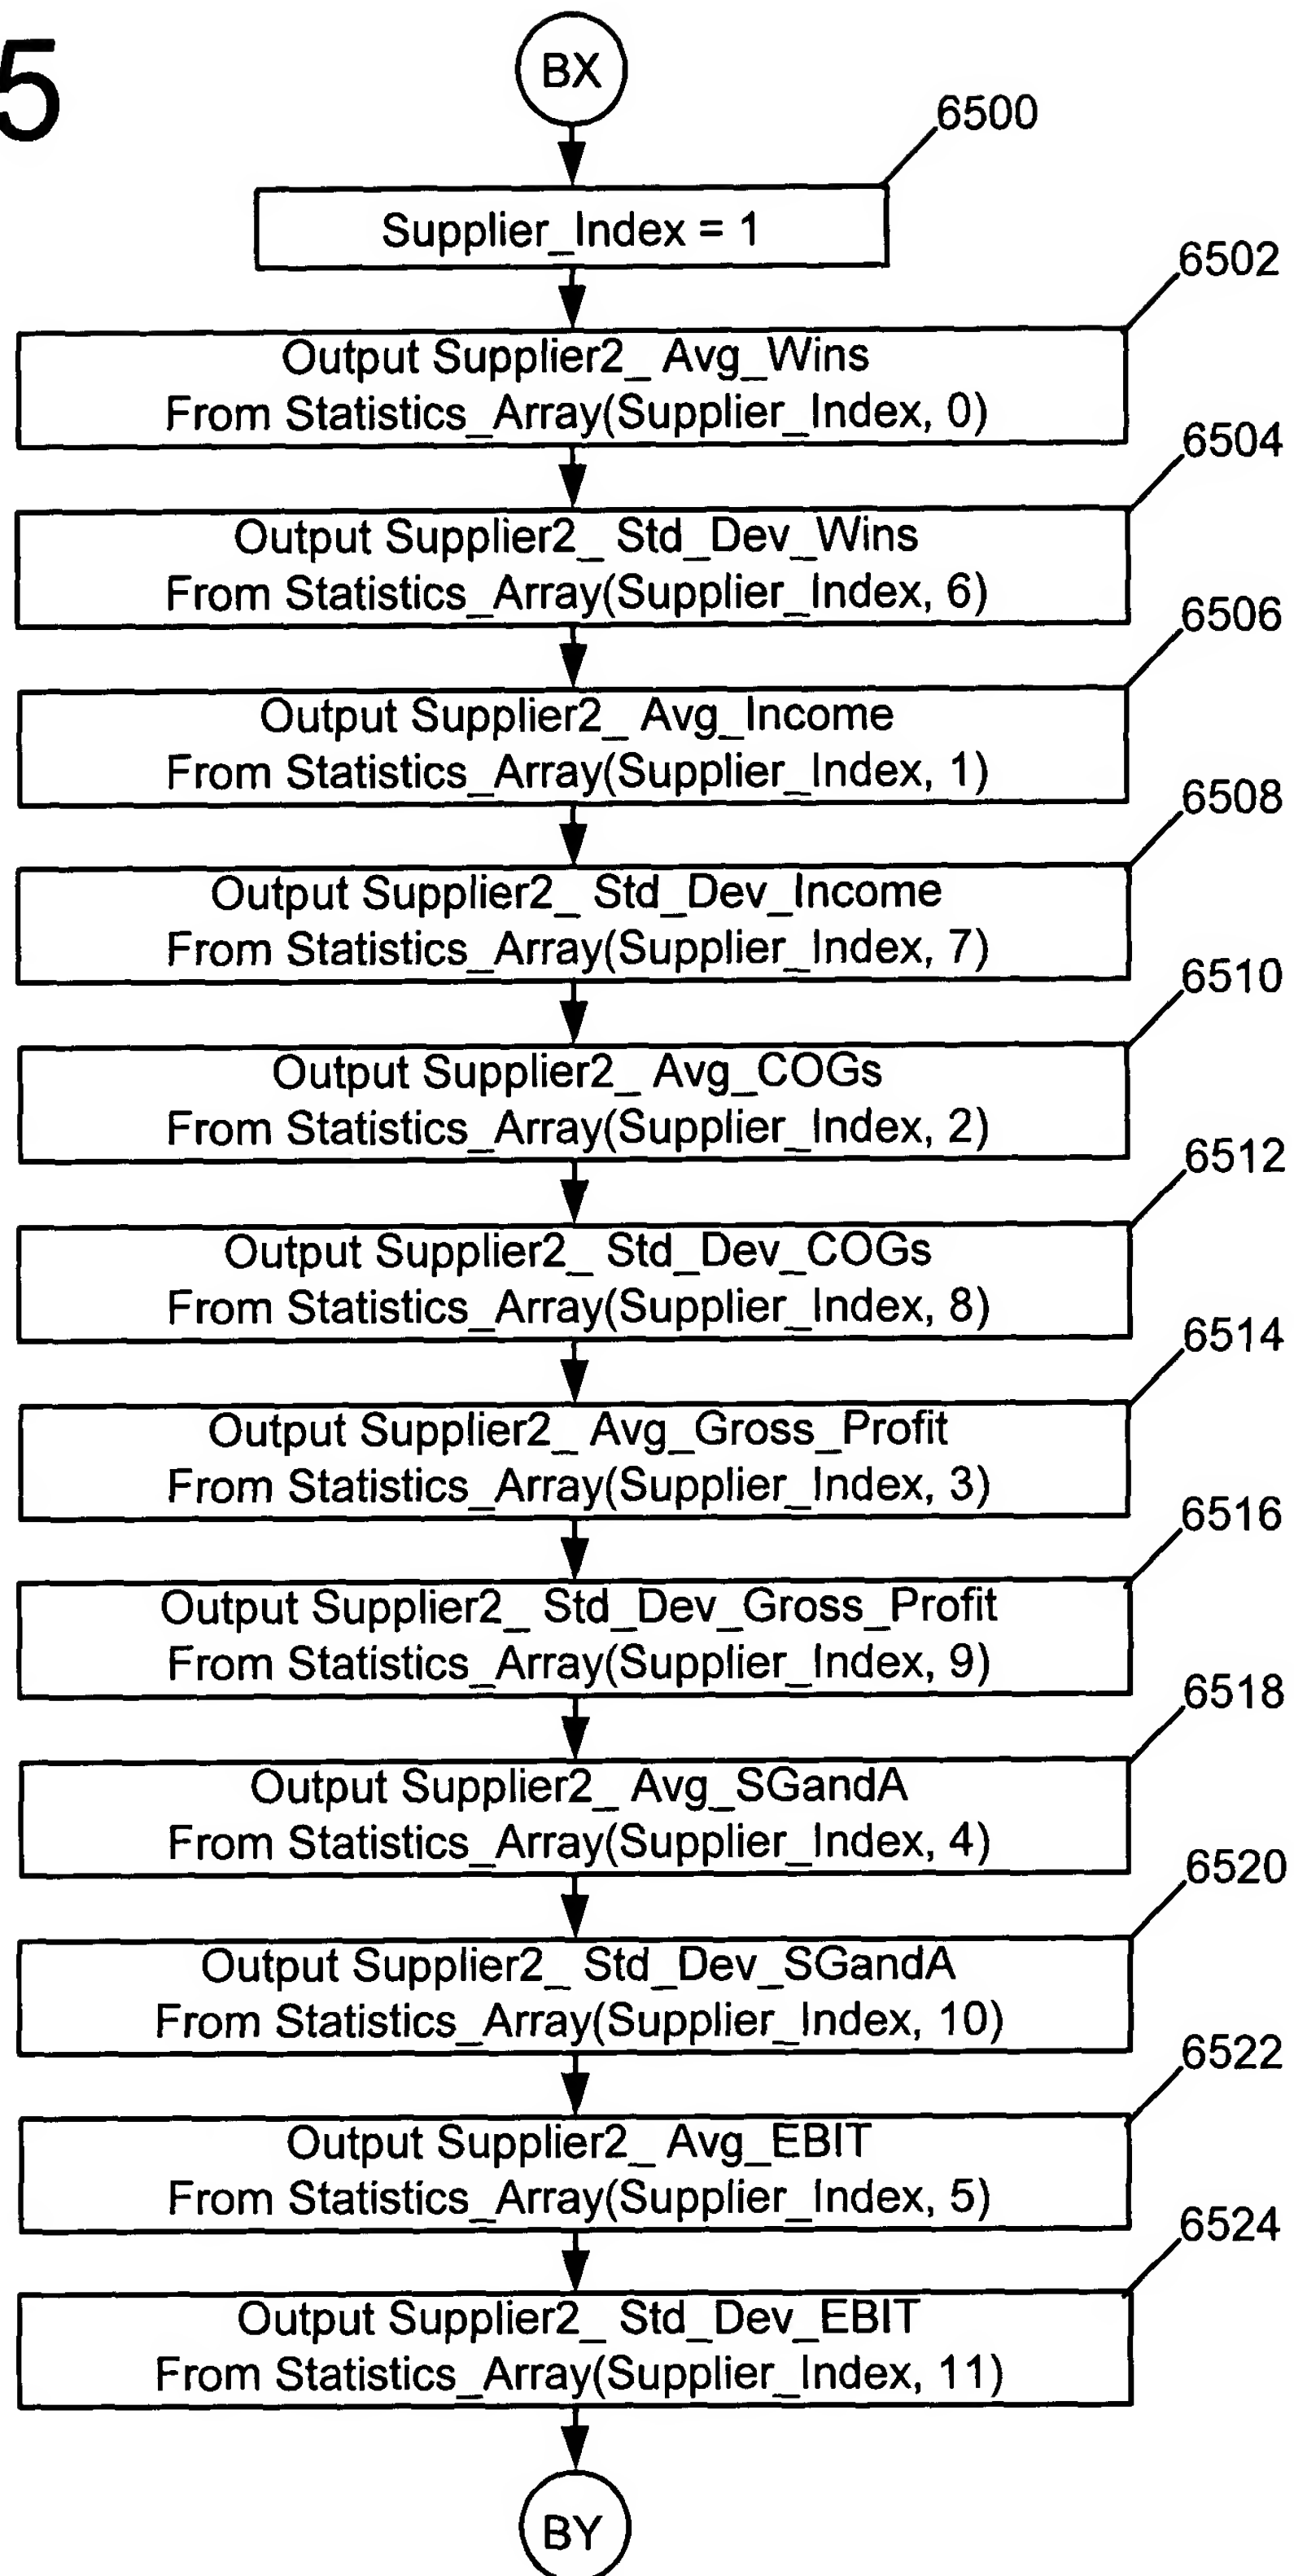 5
BX
6500
Supplier_Index = 1
6502
Output Supplier2_ Avg_Wins
From Statistics_Array(Supplier_Index, 0)
6504
Output Supplier2_ Std_Dev_Wins
From Statistics_Array(Supplier_Index, 6)
6506
Output Supplier2_ Avg_Income
From Statistics_Array(Supplier_Index, 1)
6508
Output Supplier2_ Std_Dev_Income
From Statistics_Array(Supplier_Index, 7)
6510
Output Supplier2_ Avg_COGs
From Statistics_Array(Supplier_Index, 2)
6512
Output Supplier2_ Std_Dev_COGs
From Statistics_Array(Supplier_Index, 8)
6514
Output Supplier2_ Avg_Gross_Profit
From Statistics_Array(Supplier_Index, 3)
6516
Output Supplier2_ Std_Dev_Gross_Profit
From Statistics_Array(Supplier_Index, 9)
6518
Output Supplier2_ Avg_SGandA
From Statistics_Array(Supplier_Index, 4)
6520
Output Supplier2_ Std_Dev_SGandA
From Statistics_Array(Supplier_Index, 10)
6522
Output Supplier2_ Avg_EBIT
From Statistics_Array(Supplier_Index, 5)
6524
Output Supplier2_ Std_Dev_EBIT
From Statistics_Array(Supplier_Index, 11)
BY